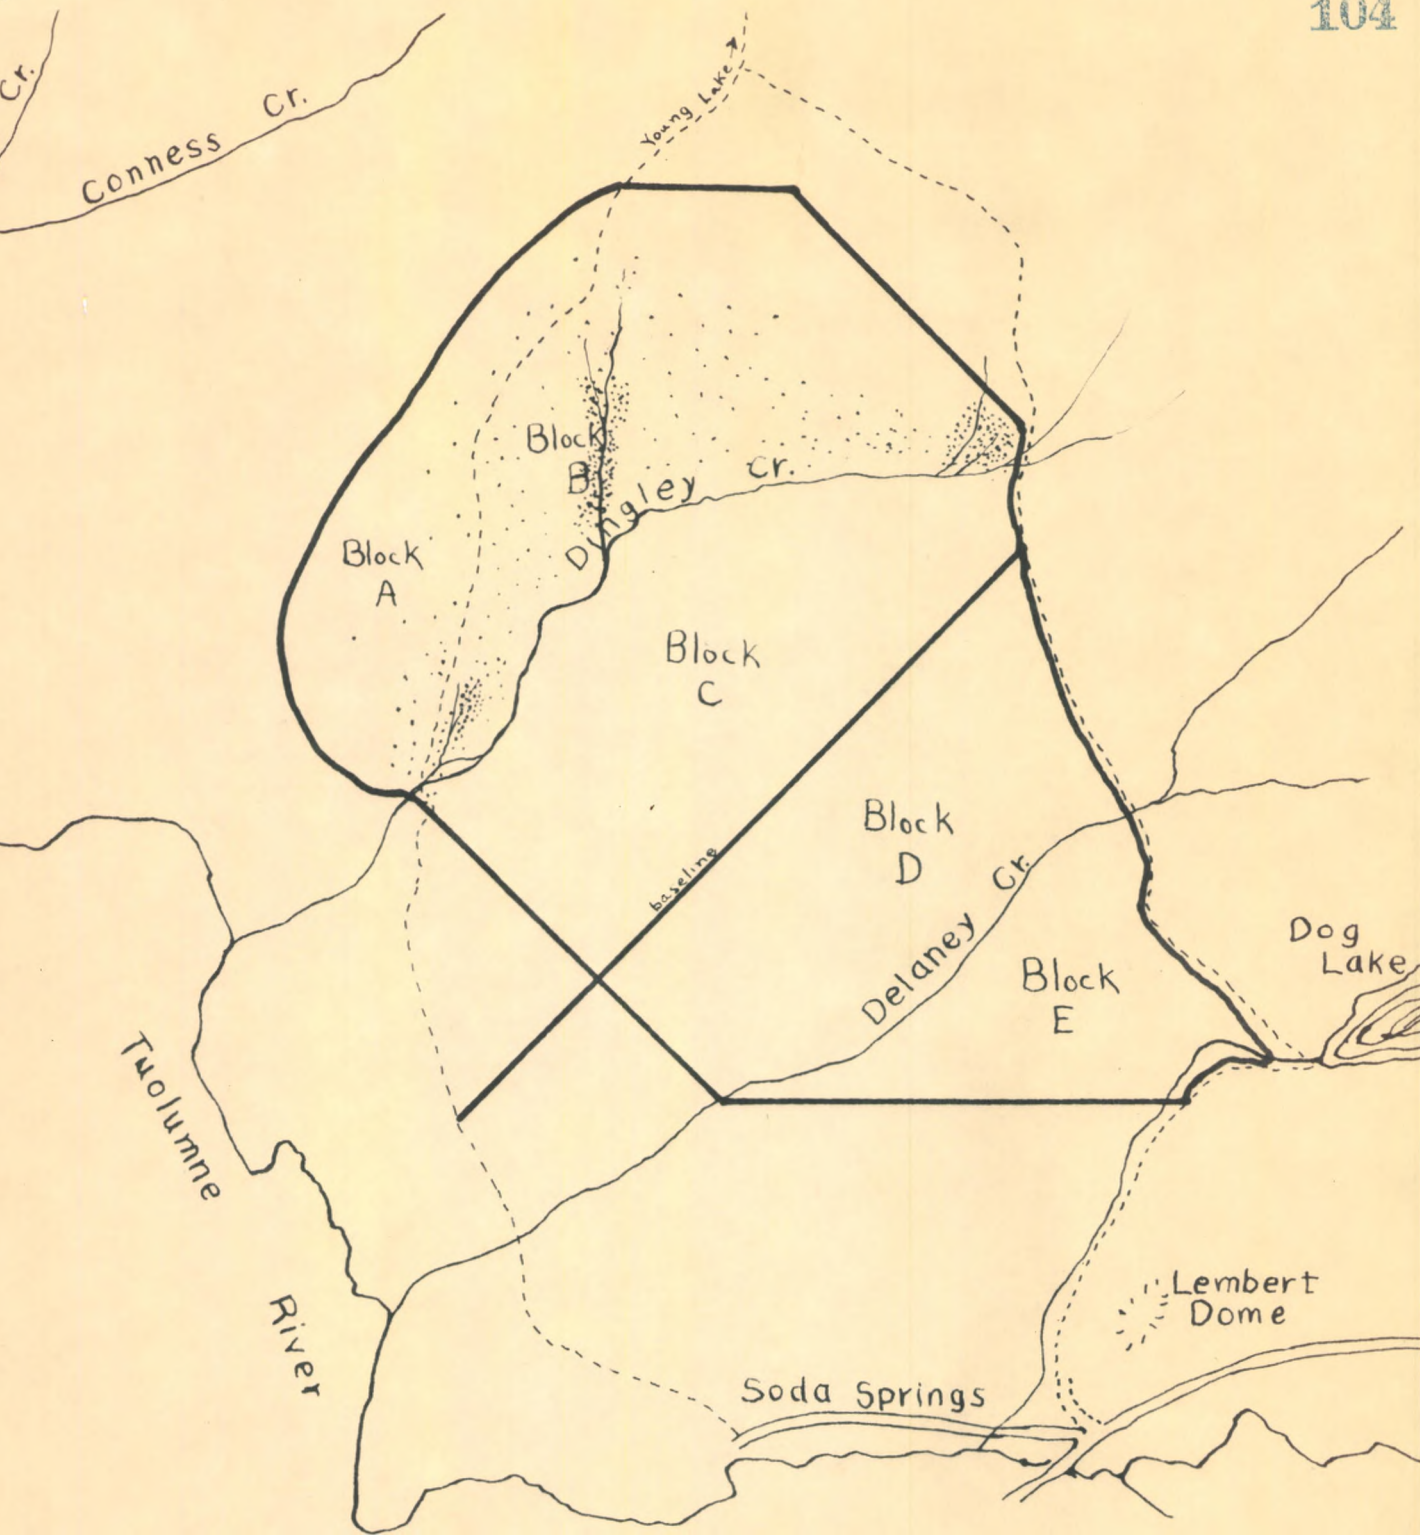 104
Cr.
Conness Cr.
Young Lake
Block
B
Dingley Cr.
Block
A
Block
C
Block
D
baseline
Delaney Cr.
Block
E
Dog
Lake
Tuolumne
River
Lembert
Dome
Soda Springs